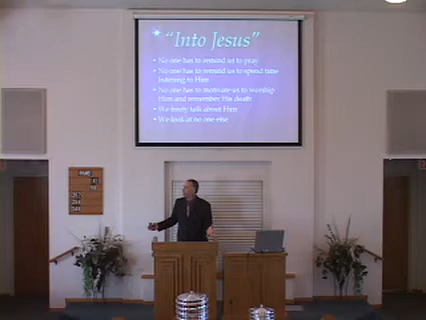 * "Into Jesus"
• No one has to remind us to pray
• No one has to remind us to spend time
listening to Him
• No one has to motivate us to worship
Him and remember His death
• We freely talk about Him
• We look at no one else